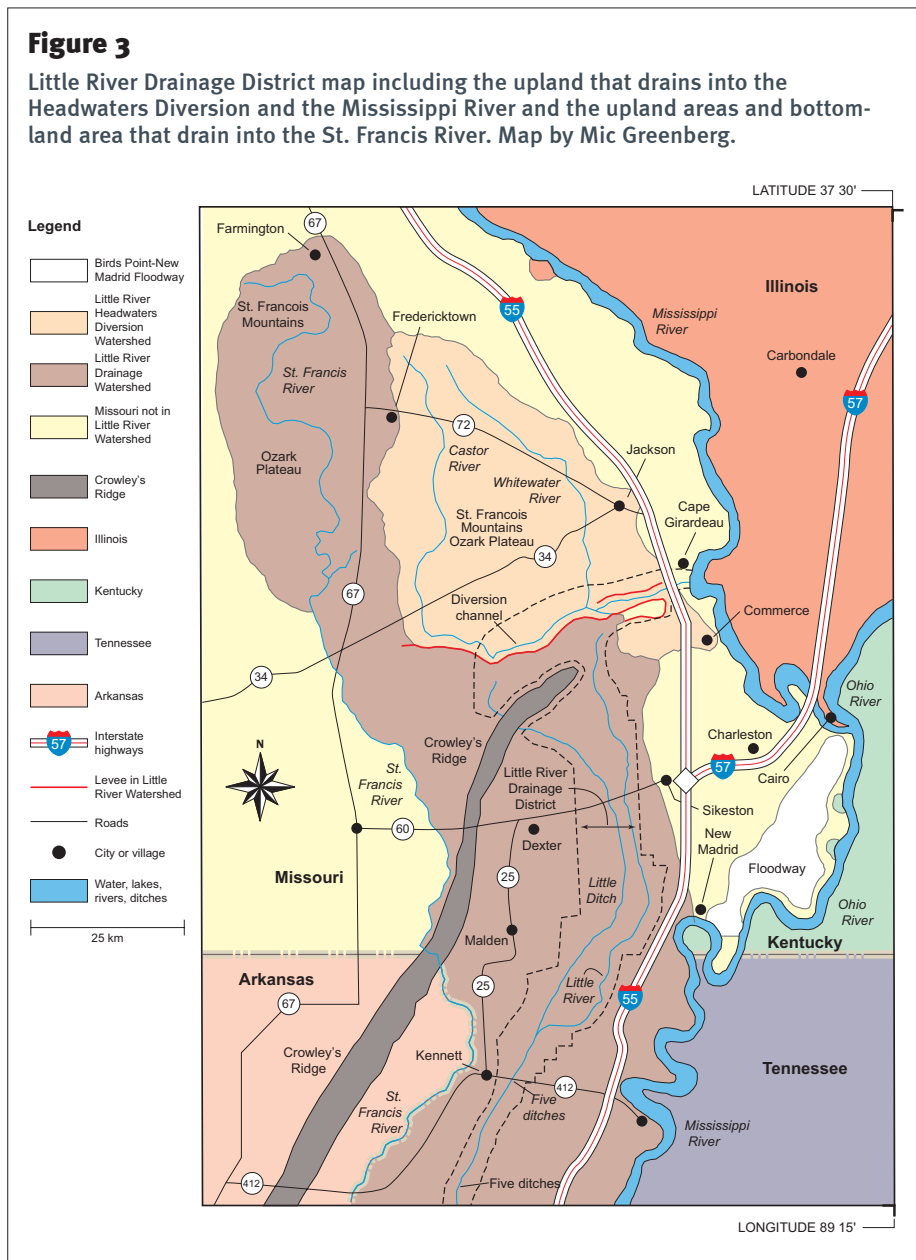 Figure 3
Little River Drainage District map including the upland that drains into the
Headwaters Diversion and the Mississippi River and the upland areas and bottom-
land area that drain into the St. Francis River. Map by Mic Greenberg.
LATITUDE 37 30'
Legend
Birds Point-New
Madrid Floodway
Little River
Headwaters
Diversion
Watershed
Little River
Drainage
Watershed
Missouri not in
Little River
Watershed
Crowley's
Ridge
Illinois
Kentucky
Tennessee
Arkansas
57
Interstate
highways
Levee in Little
River Watershed
Roads
City or village
Water, lakes,
rivers, ditches
25 km
67
Farmington
St. Francois
Mountains
Fredericktown
St. Francis
River
55
Mississippi
River
Illinois
Carbondale
57
72
Castor
River
Ozark
Plateau
Jackson
Whitewater
River
St. Francois
Mountains
Ozark Plateau
Cape
Girardeau
34
67
Diversion
channel
Commerce
34
Ohio
River
Crowley's
Ridge
Charleston
57
Cairo
N
St.
Francis
River
Little River
Drainage
District
Sikeston
60
Dexter
New
Madrid
Floodway
Missouri
25
Little
Ditch
Ohio
River
Malden
Kentucky
Arkansas
67
25
Little
River
55
Crowley's
Ridge
Kennett
Tennessee
412
St.
Francis
River
Five
ditches
Mississippi
River
412
Five ditches
LONGITUDE 89 15'